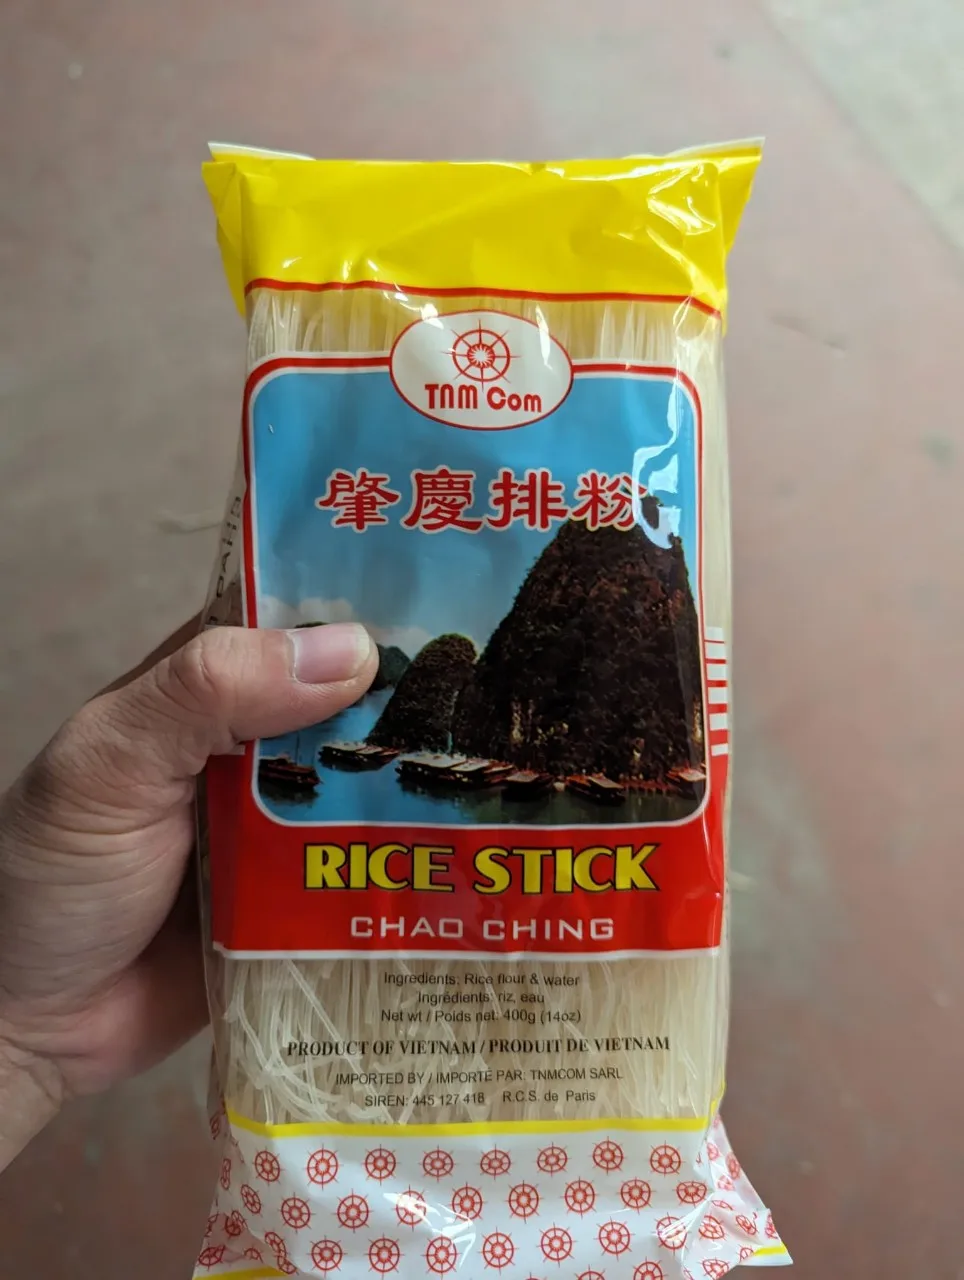 TNM Com
肇慶排粉
RICE STICK
CHAO CHING
Ingredients: Rice flour & water
Ingrédients: riz, eau
Net wt / Poids net: 400g (14oz)
PRODUCT OF VIETNAM / PRODUIT DE VIETNAM
IMPORTED BY / IMPORTÉ PAR: TNMCOM SARL
SIREN: 445 127 418 R.C.S. de Paris